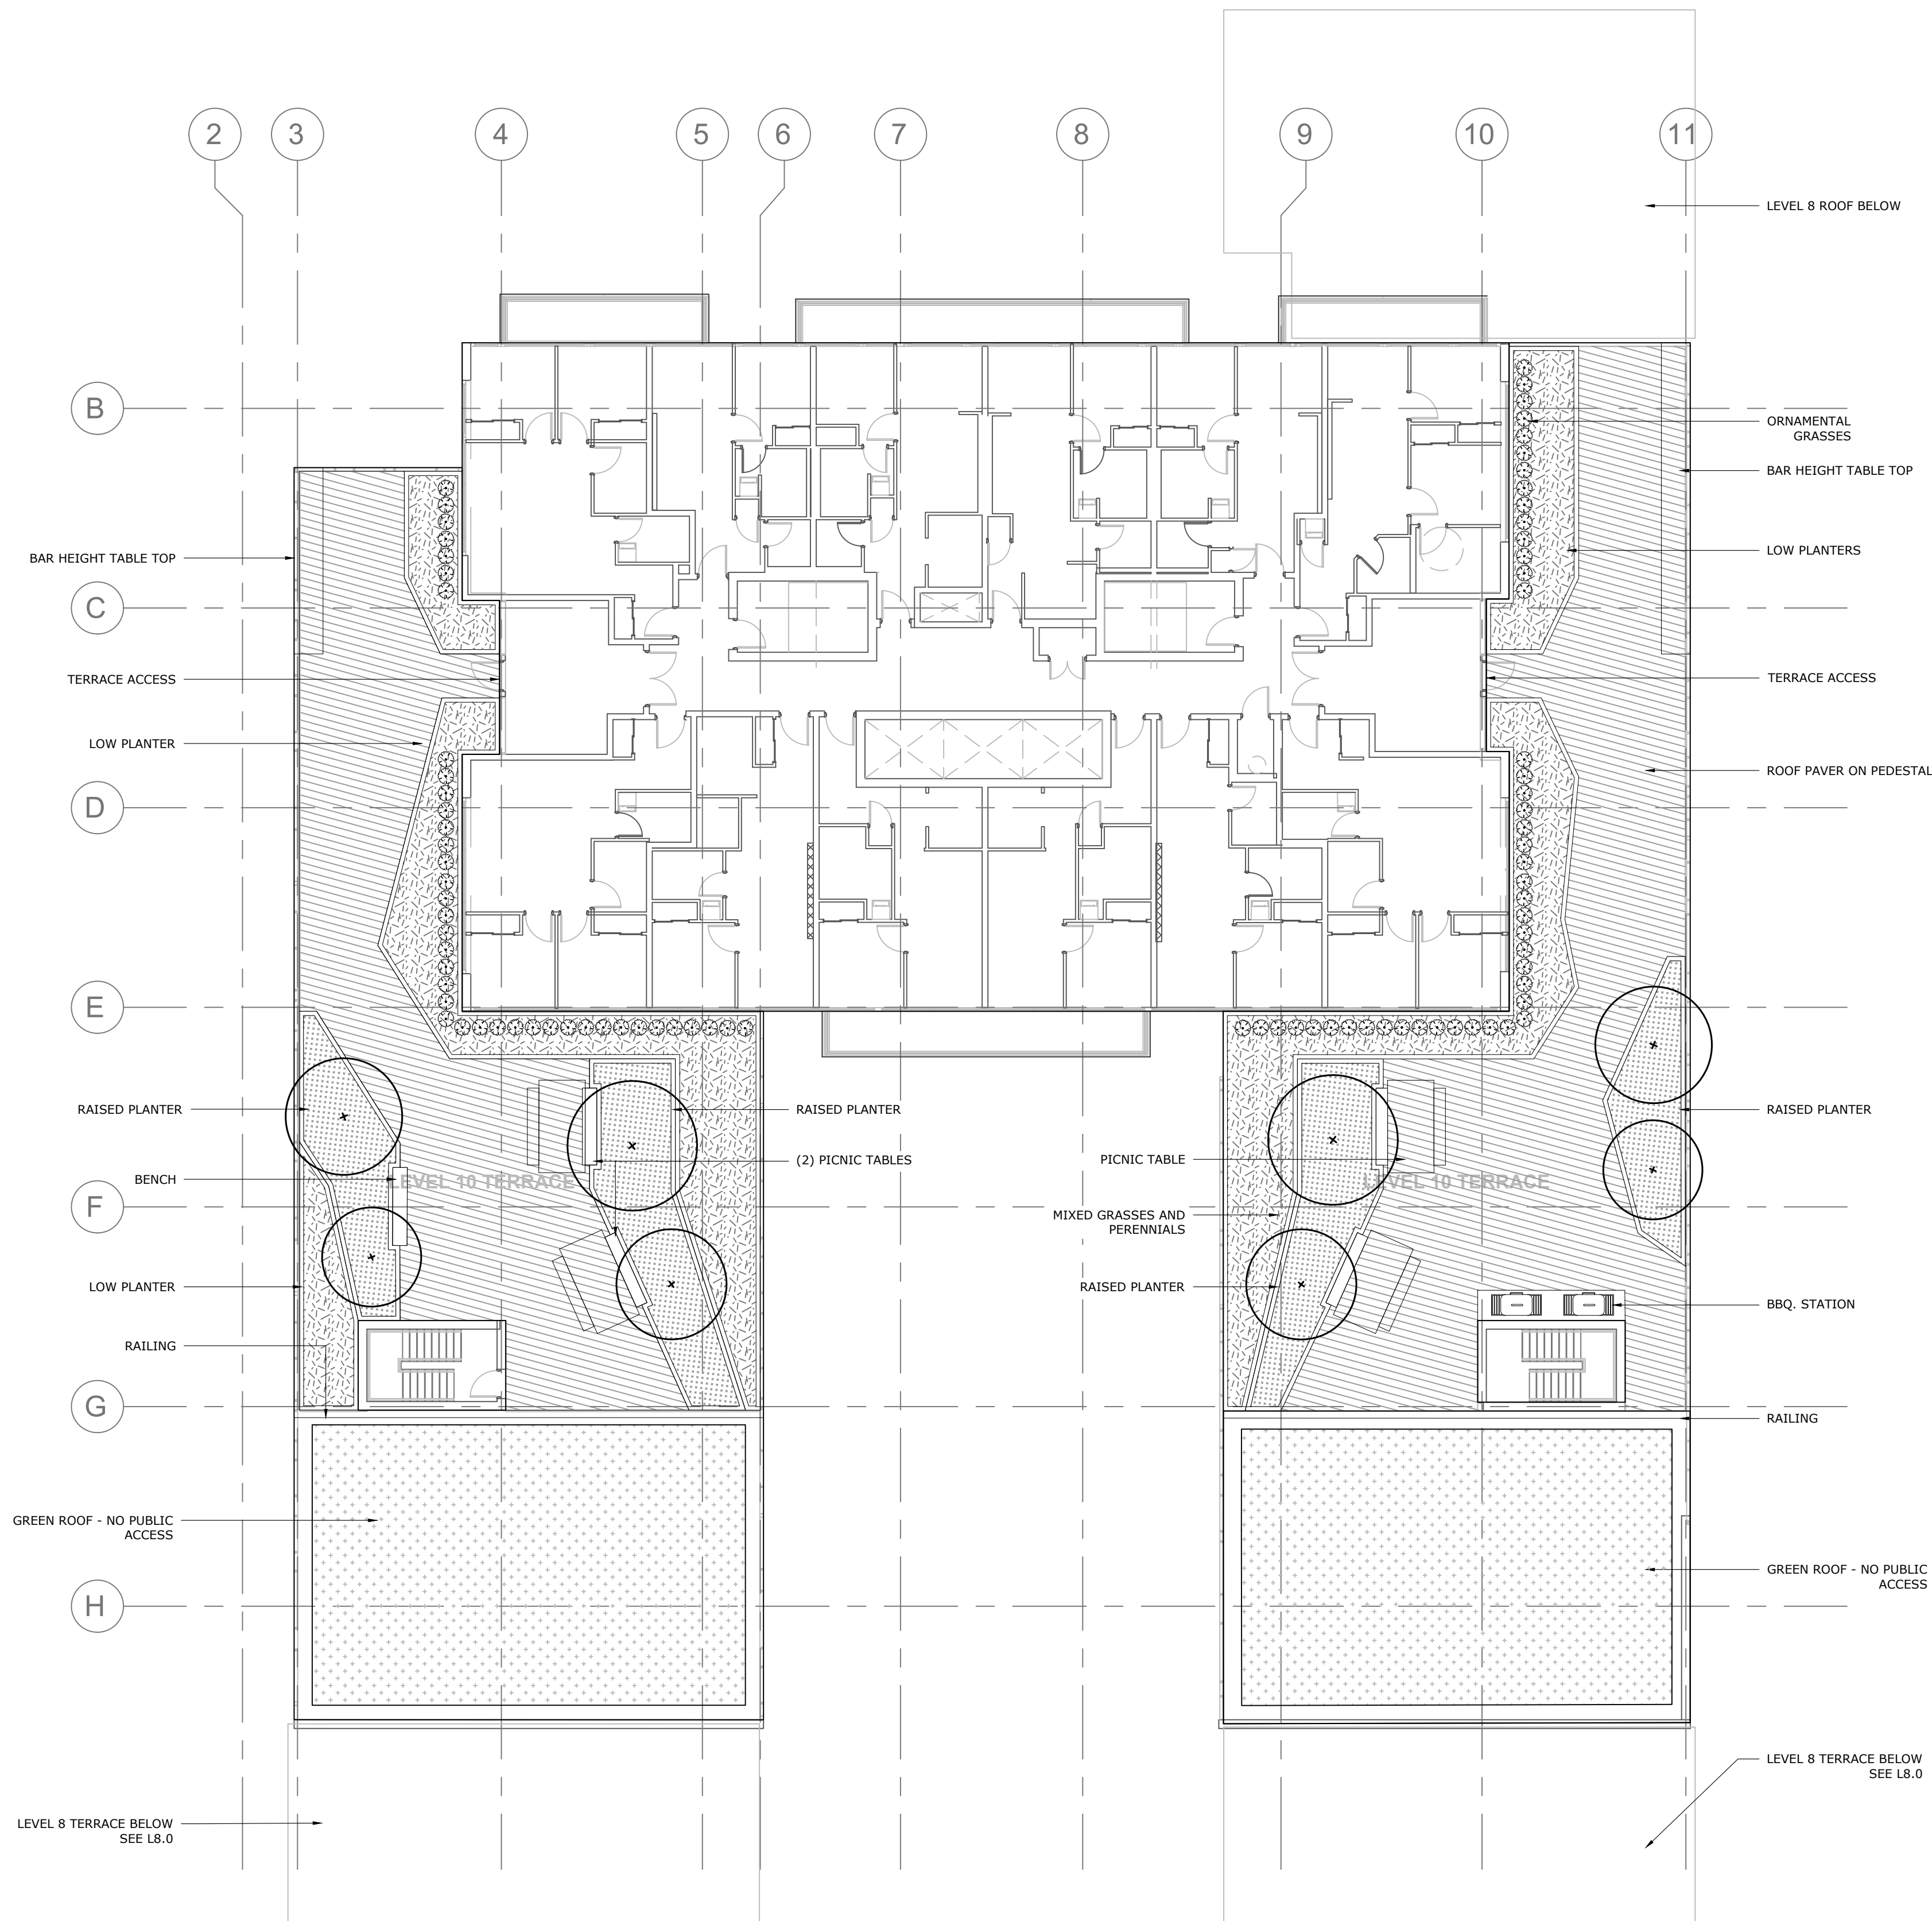 2
3
4
5
6
7
8
9
10
11
LEVEL 8 ROOF BELOW
B
ORNAMENTAL
GRASSES
BAR HEIGHT TABLE TOP
BAR HEIGHT TABLE TOP
LOW PLANTERS
C
TERRACE ACCESS
TERRACE ACCESS
LOW PLANTER
ROOF PAVER ON PEDESTAL
D
E
RAISED PLANTER
RAISED PLANTER
RAISED PLANTER
(2) PICNIC TABLES
PICNIC TABLE
BENCH
LEVEL 10 TERRACE
LEVEL 10 TERRACE
F
MIXED GRASSES AND
PERENNIALS
LOW PLANTER
RAISED PLANTER
BBQ. STATION
RAILING
G
RAILING
GREEN ROOF - NO PUBLIC
ACCESS
GREEN ROOF - NO PUBLIC
ACCESS
H
LEVEL 8 TERRACE BELOW
SEE L8.0
LEVEL 8 TERRACE BELOW
SEE L8.0